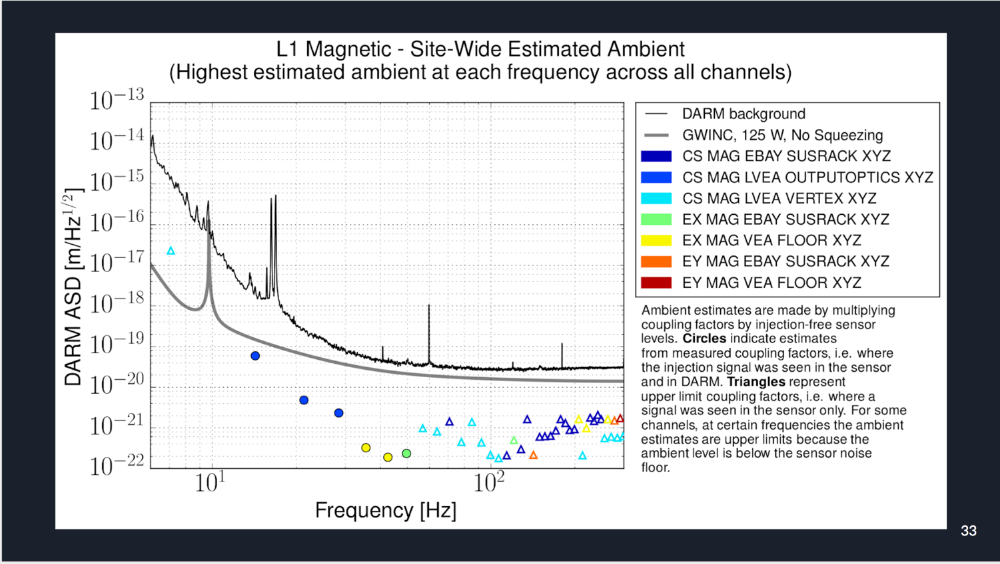 L1 Magnetic - Site-Wide Estimated Ambient
(Highest estimated ambient at each frequency across all channels)
10⁻¹³
10⁻¹⁴
10⁻¹⁵
10⁻¹⁶
10⁻¹⁷
10⁻¹⁸
10⁻¹⁹
10⁻²⁰
10⁻²¹
10⁻²²
DARM ASD [m/Hz¹/²]
10¹
10²
Frequency [Hz]
DARM background
GWINC, 125 W, No Squeezing
CS MAG EBAY SUSRACK XYZ
CS MAG LVEA OUTPUTOPTICS XYZ
CS MAG LVEA VERTEX XYZ
EX MAG EBAY SUSRACK XYZ
EX MAG VEA FLOOR XYZ
EY MAG EBAY SUSRACK XYZ
EY MAG VEA FLOOR XYZ
Ambient estimates are made by multiplying
coupling factors by injection-free sensor
levels. Circles indicate estimates
from measured coupling factors, i.e. where
the injection signal was seen in the sensor
and in DARM. Triangles represent
upper limit coupling factors, i.e. where a
signal was seen in the sensor only. For some
channels, at certain frequencies the ambient
estimates are upper limits because the
ambient level is below the sensor noise
floor.
33